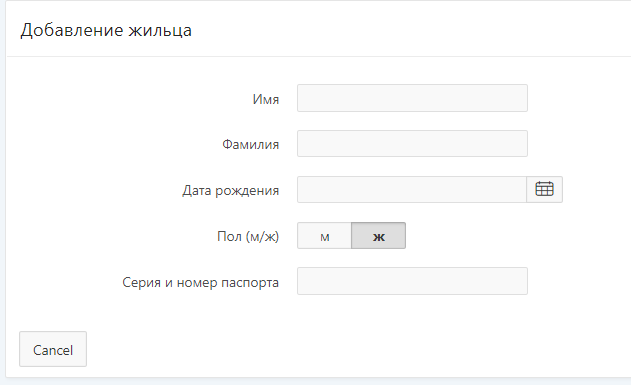 Добавление жильца
Имя
Фамилия
Дата рождения
Пол (м/ж) м ж
Серия и номер паспорта
Cancel